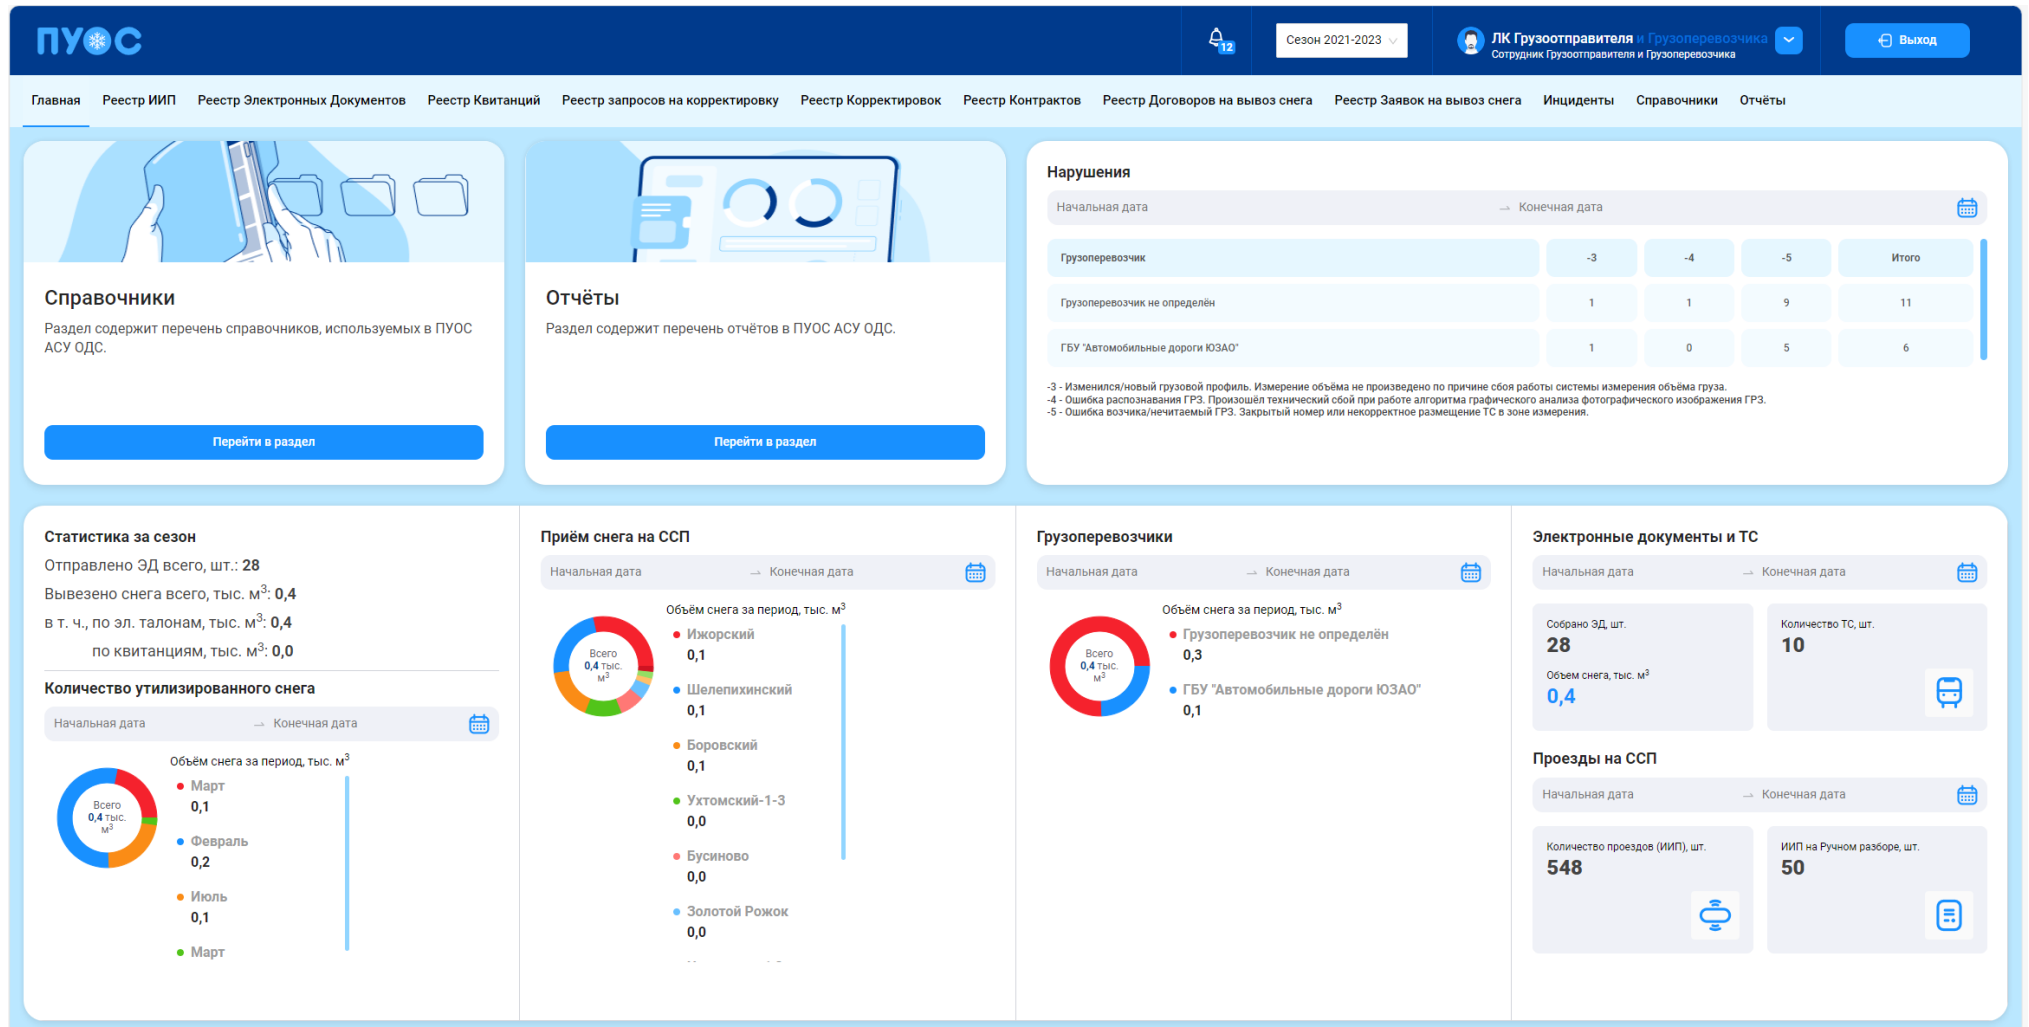 ПУОС
12
Сезон 2021-2023
ЛК Грузоотправителя и Грузоперевозчика
Сотрудник Грузоотправителя и Грузоперевозчика
Выход
Главная Реестр ИИП Реестр Электронных Документов Реестр Квитанций Реестр запросов на корректировку Реестр Корректировок Реестр Контрактов Реестр Договоров на вывоз снега Реестр Заявок на вывоз снега Инциденты Справочники Отчёты
Справочники
Раздел содержит перечень справочников, используемых в ПУОС
АСУ ОДС.
Перейти в раздел
Отчёты
Раздел содержит перечень отчётов в ПУОС АСУ ОДС.
Перейти в раздел
Нарушения
Начальная дата → Конечная дата
Грузоперевозчик -3 -4 -5 Итого
Грузоперевозчик не определён 1 1 9 11
ГБУ "Автомобильные дороги ЮЗАО" 1 0 5 6
-3 - Изменился/новый грузовой профиль. Измерение объёма не произведено по причине сбоя работы системы измерения объёма груза.
-4 - Ошибка распознавания ГРЗ. Произошёл технический сбой при работе алгоритма графического анализа фотографического изображения ГРЗ.
-5 - Ошибка возчика/нечитаемый ГРЗ. Закрытый номер или некорректное размещение ТС в зоне измерения.
Статистика за сезон
Отправлено ЭД всего, шт.: 28
Вывезено снега всего, тыс. м³: 0,4
в т. ч., по эл. талонам, тыс. м³: 0,4
по квитанциям, тыс. м³: 0,0
Количество утилизированного снега
Начальная дата → Конечная дата
Объём снега за период, тыс. м³
Всего
0,4 тыс.
м³
Март
0,1
Февраль
0,2
Июль
0,1
Март
Приём снега на ССП
Начальная дата → Конечная дата
Объём снега за период, тыс. м³
Всего
0,4 тыс.
м³
Ижорский
0,1
Шелепихинский
0,1
Боровский
0,1
Ухтомский-1-3
0,0
Бусиново
0,0
Золотой Рожок
0,0
Грузоперевозчики
Начальная дата → Конечная дата
Объём снега за период, тыс. м³
Всего
0,4 тыс.
м³
Грузоперевозчик не определён
0,3
ГБУ "Автомобильные дороги ЮЗАО"
0,1
Электронные документы и ТС
Начальная дата → Конечная дата
Собрано ЭД, шт.
28
Объем снега, тыс. м³
0,4
Количество ТС, шт.
10
Проезды на ССП
Начальная дата → Конечная дата
Количество проездов (ИИП), шт.
548
ИИП на Ручном разборе, шт.
50